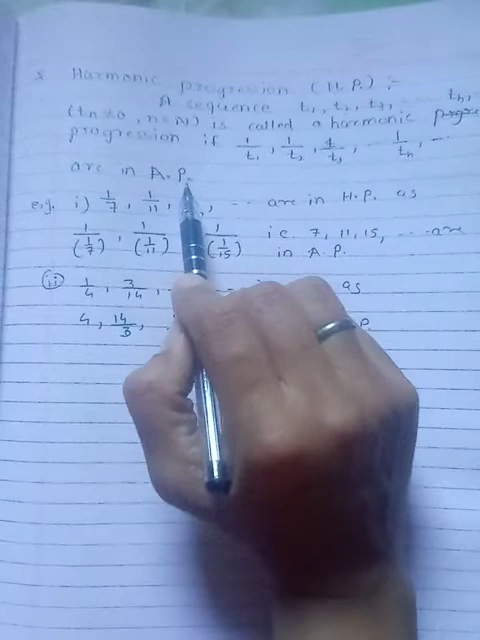 Harmonic progression (H.P.) :-
A sequence t₁, t₂, t₃, ... tₙ,
(tₙ≠0, n∈N) is called a harmonic progre
progression if 1/t₁, 1/t₂, 1/t₃, ... 1/tₙ, ...
are in A.P.
e.g. i) 1/7, 1/11, , ... are in H.P. as
1/(1/7), 1/(1/11), 1/(1/15) i.e. 7, 11, 15, ... are
in A.P.
(ii) 1/4, 3/14, as
4, 14/3,